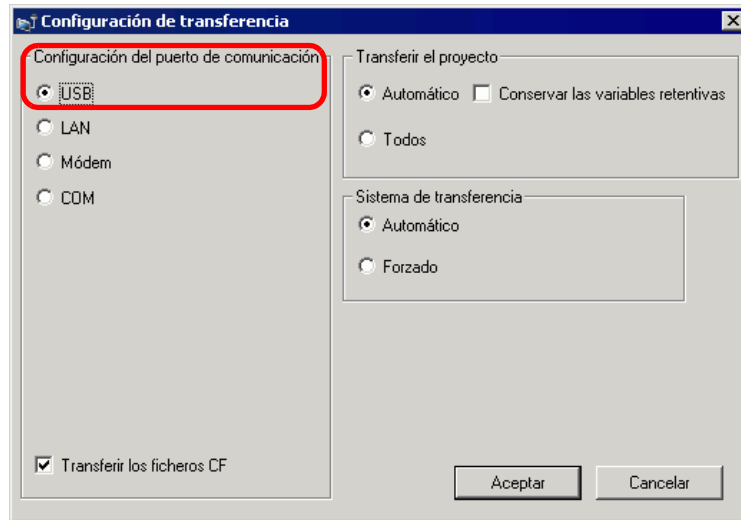 Configuración de transferencia
Configuración del puerto de comunicación
USB
LAN
Módem
COM
Transferir los ficheros CF
Transferir el proyecto
Automático
Conservar las variables retentivas
Todos
Sistema de transferencia
Automático
Forzado
Aceptar
Cancelar